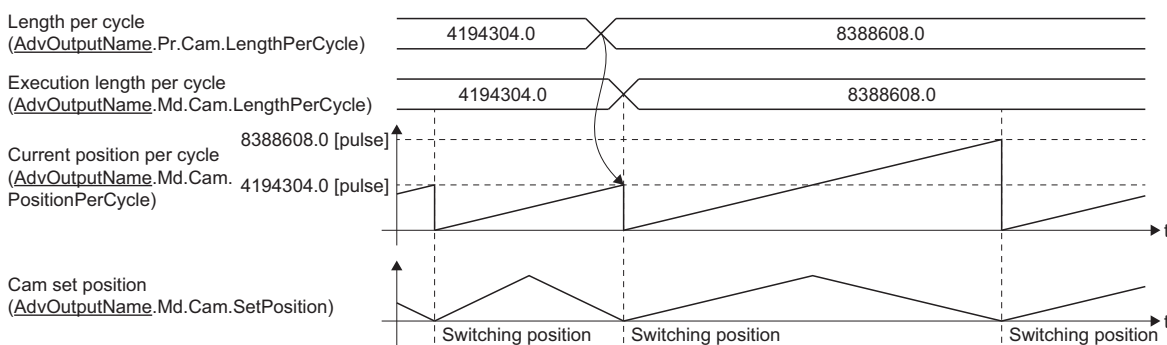 Length per cycle
(AdvOutputName.Pr.Cam.LengthPerCycle)
4194304.0
8388608.0
Execution length per cycle
(AdvOutputName.Md.Cam.LengthPerCycle)
4194304.0
8388608.0
8388608.0 [pulse]
Current position per cycle
(AdvOutputName.Md.Cam.
PositionPerCycle)
4194304.0 [pulse]
t
Cam set position
(AdvOutputName.Md.Cam.SetPosition)
t
Switching position
Switching position
Switching position